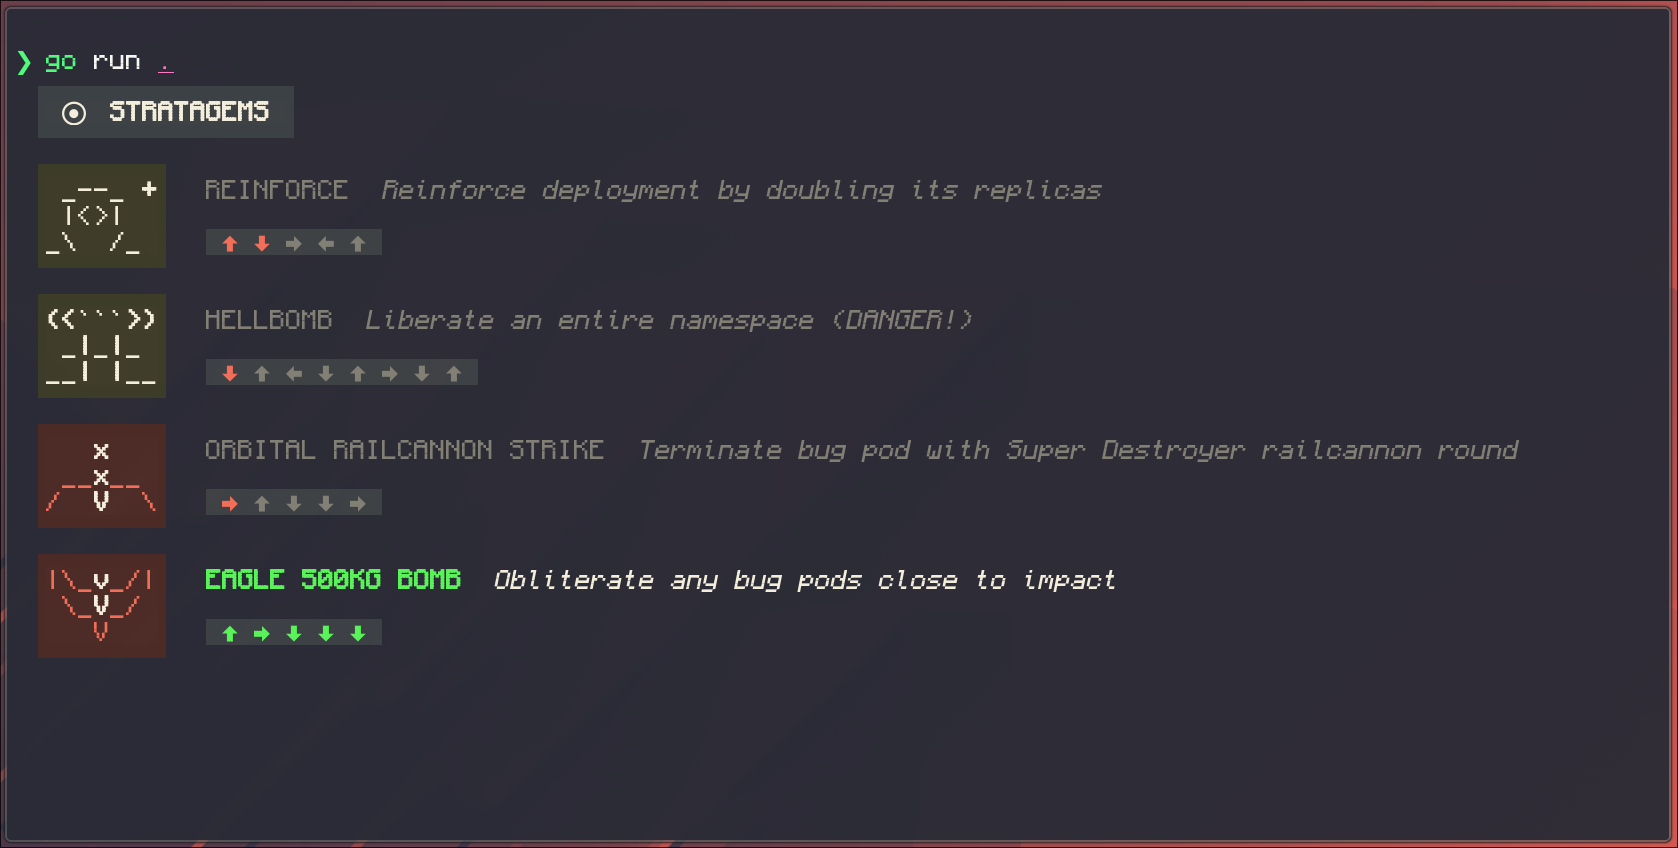 ❯ go run .
◉ STRATAGEMS
REINFORCE Reinforce deployment by doubling its replicas
🡅 🡇 🡆 🡄 🡅
HELLBOMB Liberate an entire namespace (DANGER!)
🡇 🡅 🡄 🡇 🡅 🡆 🡇 🡅
ORBITAL RAILCANNON STRIKE Terminate bug pod with Super Destroyer railcannon round
🡆 🡅 🡇 🡇 🡆
EAGLE 500KG BOMB Obliterate any bug pods close to impact
🡅 🡆 🡇 🡇 🡇